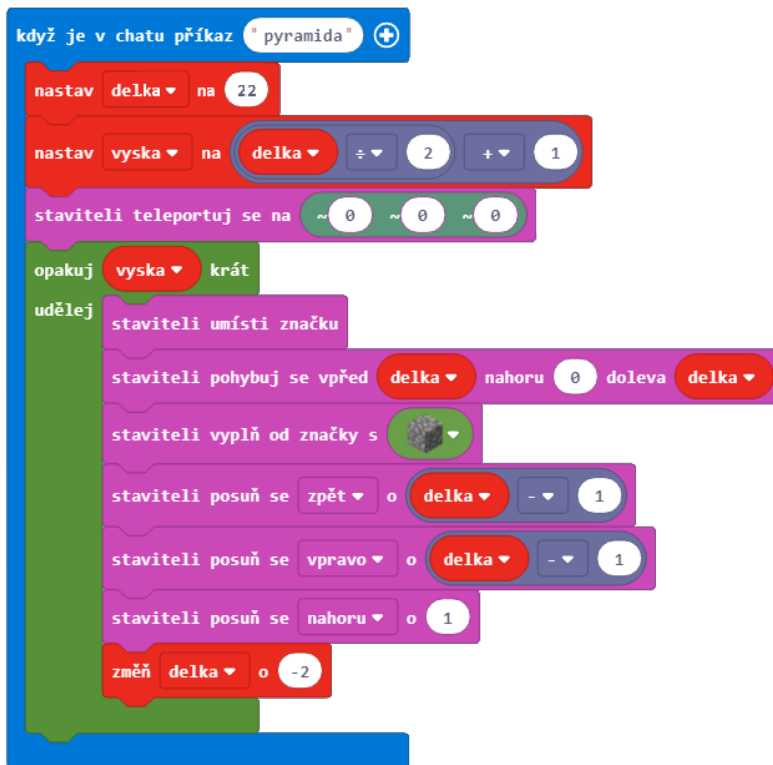 když je v chatu příkaz "pyramida"
nastav delka na 22
nastav vyska na delka ÷ 2 + 1
staviteli teleportuj se na ~0 ~0 ~0
opakuj vyska krát
udělej
staviteli umísti značku
staviteli pohybuj se vpřed delka nahoru 0 doleva delka
staviteli vyplň od značky s
staviteli posuň se zpět o delka - 1
staviteli posuň se vpravo o delka - 1
staviteli posuň se nahoru o 1
změň delka o -2